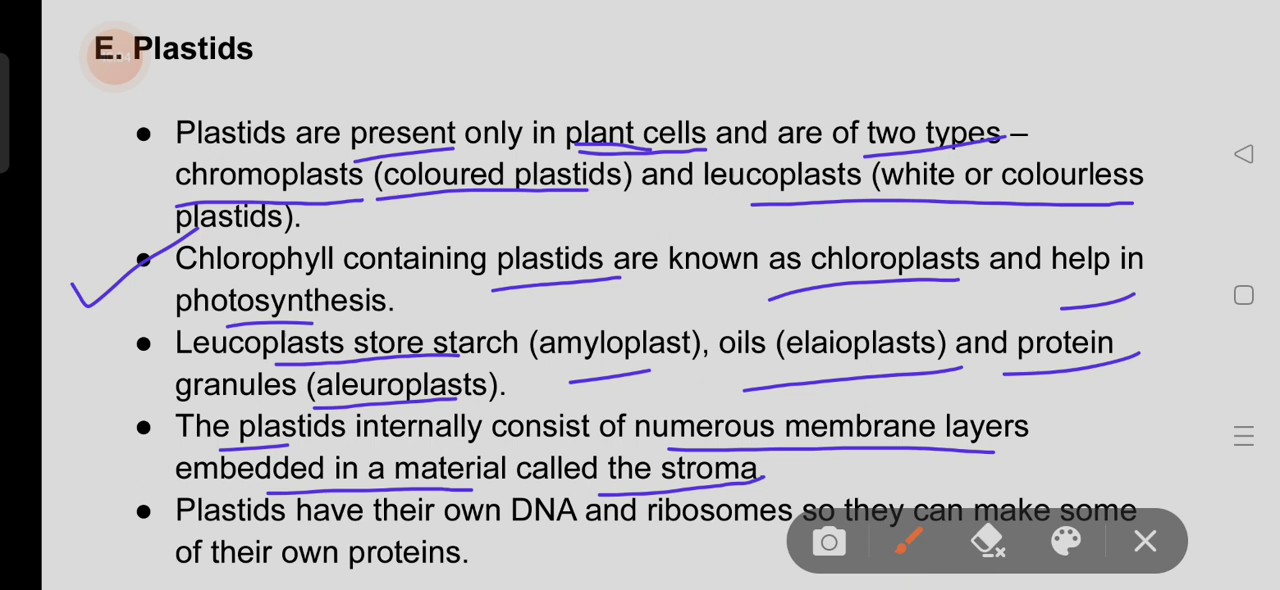 E. Plastids
● Plastids are present only in plant cells and are of two types –
chromoplasts (coloured plastids) and leucoplasts (white or colourless
plastids).
● Chlorophyll containing plastids are known as chloroplasts and help in
photosynthesis.
● Leucoplasts store starch (amyloplast), oils (elaioplasts) and protein
granules (aleuroplasts).
● The plastids internally consist of numerous membrane layers
embedded in a material called the stroma.
● Plastids have their own DNA and ribosomes so they can make some
of their own proteins.